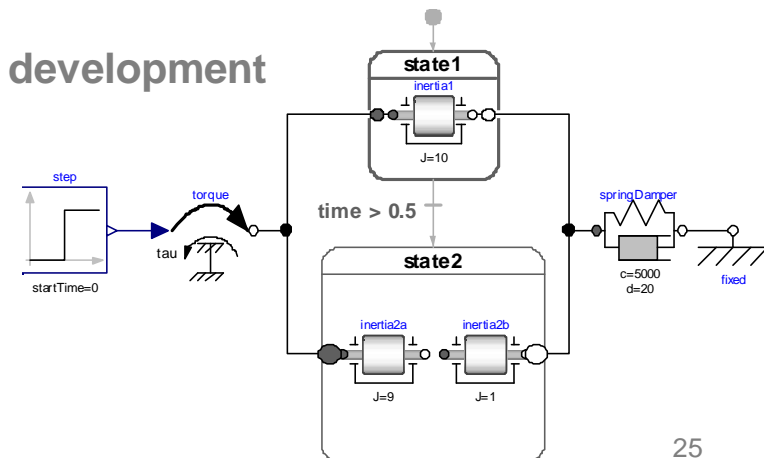 development
state1
inertia1
J=10
step
torque
tau
startTime=0
time > 0.5
springDamper
c=5000
d=20
fixed
state2
inertia2a
inertia2b
J=9
J=1
25